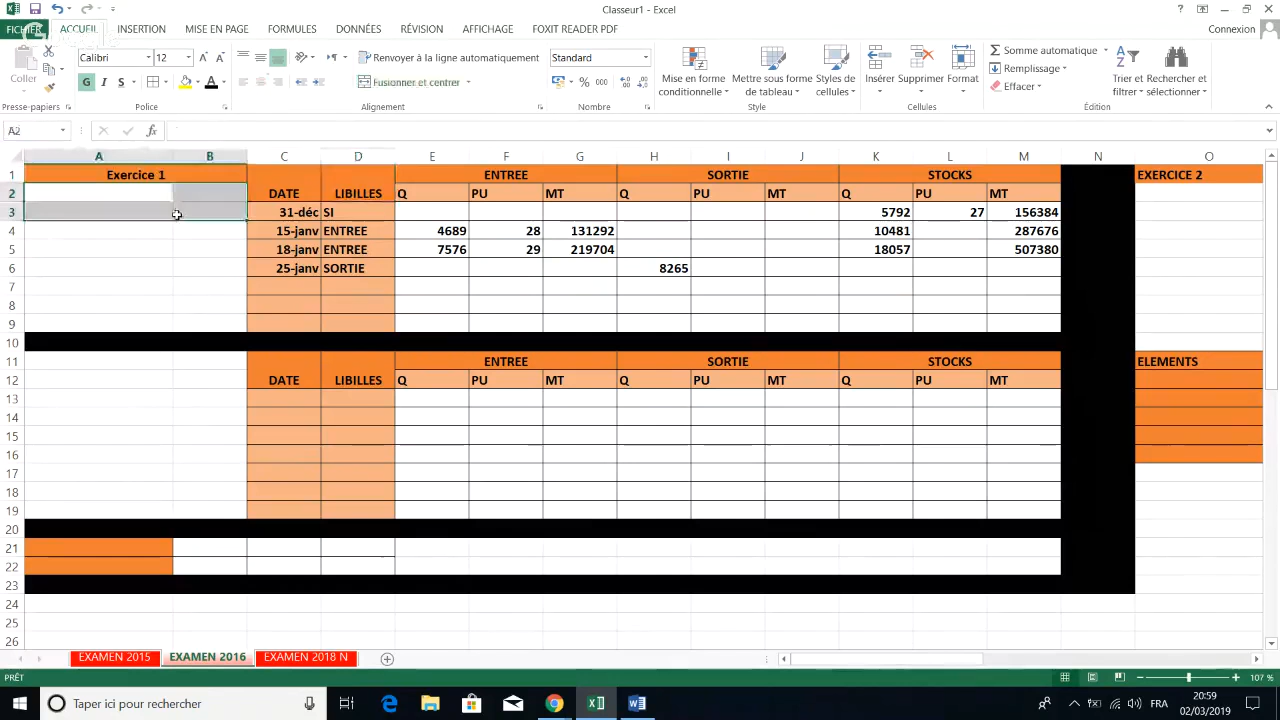 Classeur1 - Excel
FICHIER ACCUEIL INSERTION MISE EN PAGE FORMULES DONNÉES RÉVISION AFFICHAGE FOXIT READER PDF Connexion
Coller
Calibri 12
G I S
Renvoyer à la ligne automatiquement
Fusionner et centrer
Standard
% 000
Mise en forme conditionnelle
Mettre sous forme de tableau
Styles de cellules
Insérer Supprimer Format
Somme automatique
Remplissage
Effacer
Trier et filtrer
Rechercher et sélectionner
Presse-papiers Police Alignement Nombre Style Cellules Édition
A2 fx
A B C D E F G H I J K L M N O
1 Exercice 1 ENTREE SORTIE STOCKS EXERCICE 2
2 DATE LIBILLES Q PU MT Q PU MT Q PU MT
3 31-déc SI 5792 27 156384
4 15-janv ENTREE 4689 28 131292 10481 287676
5 18-janv ENTREE 7576 29 219704 18057 507380
6 25-janv SORTIE 8265
7
8
9
10
11 ENTREE SORTIE STOCKS ELEMENTS
12 DATE LIBILLES Q PU MT Q PU MT Q PU MT
13
14
15
16
17
18
19
20
21
22
23
24
25
26
EXAMEN 2015 EXAMEN 2016 EXAMEN 2018 N
PRÊT 107 %
Taper ici pour rechercher
FRA
20:59
02/03/2019